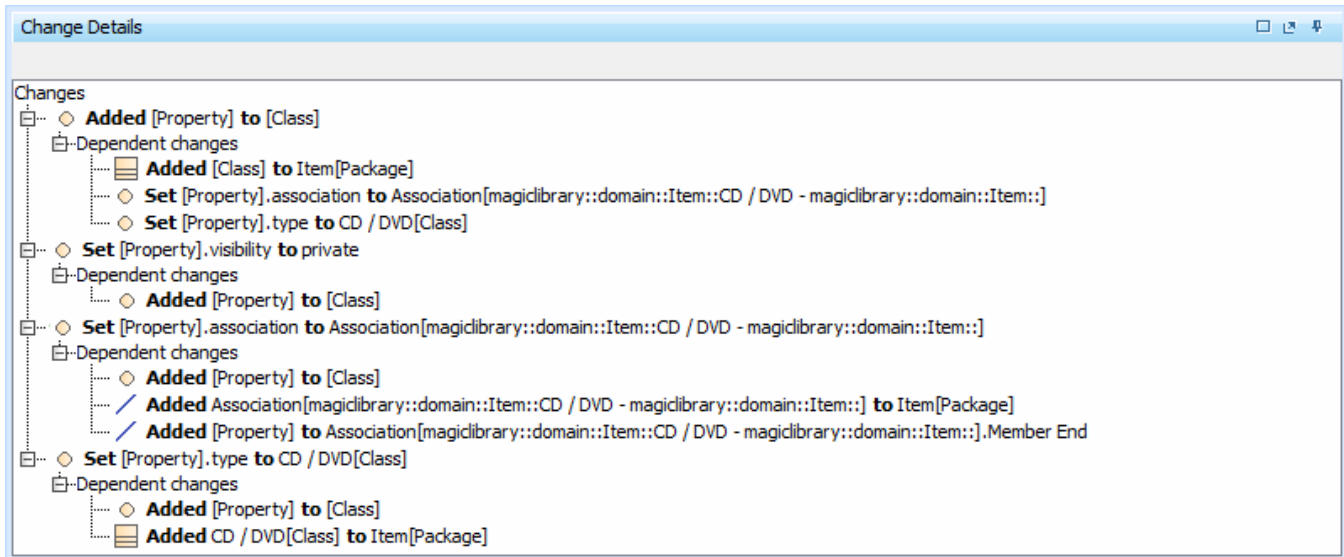 Change Details
Changes
Added [Property] to [Class]
Dependent changes
Added [Class] to Item[Package]
Set [Property].association to Association[magiclibrary::domain::Item::CD / DVD - magiclibrary::domain::Item::]
Set [Property].type to CD / DVD[Class]
Set [Property].visibility to private
Dependent changes
Added [Property] to [Class]
Set [Property].association to Association[magiclibrary::domain::Item::CD / DVD - magiclibrary::domain::Item::]
Dependent changes
Added [Property] to [Class]
Added Association[magiclibrary::domain::Item::CD / DVD - magiclibrary::domain::Item::] to Item[Package]
Added [Property] to Association[magiclibrary::domain::Item::CD / DVD - magiclibrary::domain::Item::].Member End
Set [Property].type to CD / DVD[Class]
Dependent changes
Added [Property] to [Class]
Added CD / DVD[Class] to Item[Package]